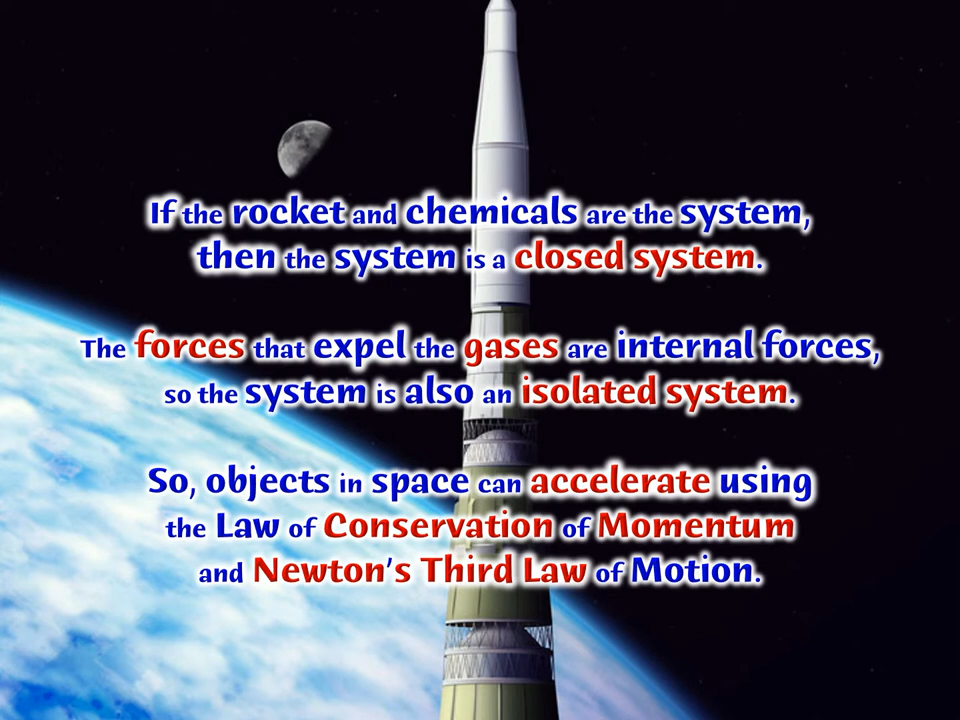 If the rocket and chemicals are the system,
then the system is a closed system.
The forces that expel the gases are internal forces,
so the system is also an isolated system.
So, objects in space can accelerate using
the Law of Conservation of Momentum
and Newton's Third Law of Motion.